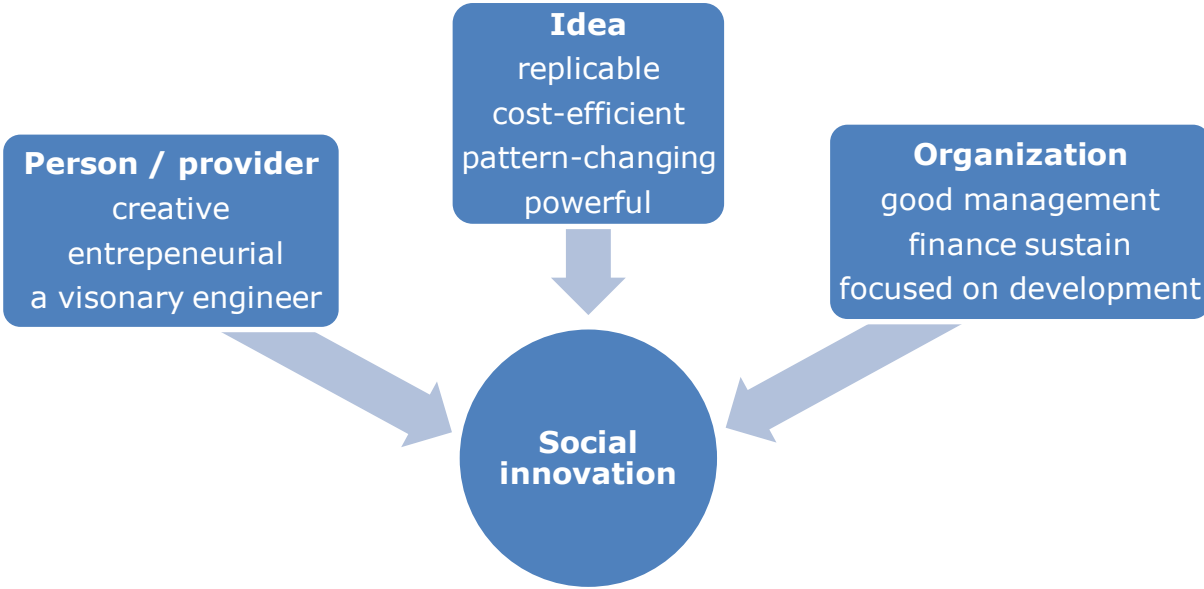 Idea
replicable
cost-efficient
pattern-changing
powerful
Person / provider
creative
entrepeneurial
a visonary engineer
Organization
good management
finance sustain
focused on development
Social
innovation